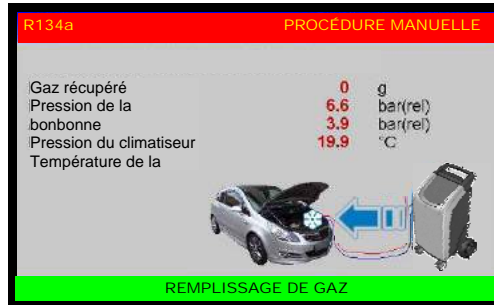 R134a PROCÉDURE MANUELLE
Gaz récupéré 0 g
Pression de la 6.6 bar(rel)
bonbonne 3.9 bar(rel)
Pression du climatiseur 19.9 °C
Température de la
REMPLISSAGE DE GAZ